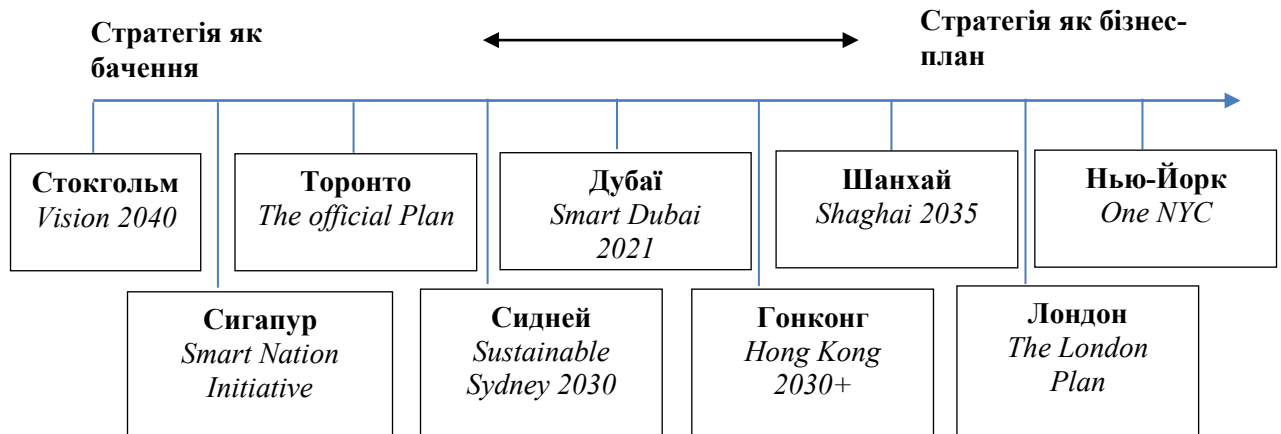 Стратегія як
бачення
Стратегія як бізнес-
план
Стокгольм
Vision 2040
Торонто
The official Plan
Дубаї
Smart Dubai
2021
Шанхай
Shaghai 2035
Нью-Йорк
One NYC
Сигапур
Smart Nation
Initiative
Сидней
Sustainable
Sydney 2030
Гонконг
Hong Kong
2030+
Лондон
The London
Plan